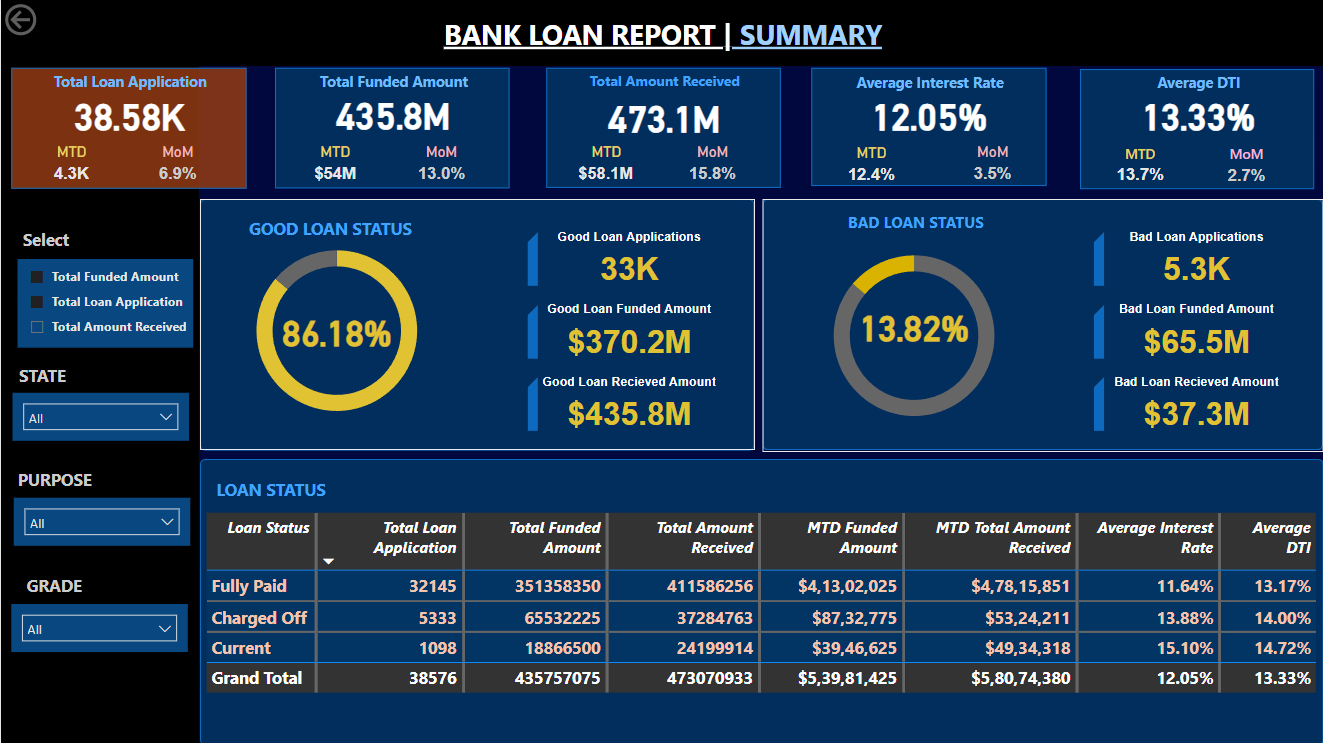 BANK LOAN REPORT | SUMMARY
Total Loan Application
38.58K
MTD MoM
4.3K 6.9%
Total Funded Amount
435.8M
MTD MoM
$54M 13.0%
Total Amount Received
473.1M
MTD MoM
$58.1M 15.8%
Average Interest Rate
12.05%
MTD MoM
12.4% 3.5%
Average DTI
13.33%
MTD MoM
13.7% 2.7%
Select
Total Funded Amount
Total Loan Application
Total Amount Received
STATE
All
PURPOSE
All
GRADE
All
GOOD LOAN STATUS
86.18%
Good Loan Applications
33K
Good Loan Funded Amount
$370.2M
Good Loan Recieved Amount
$435.8M
BAD LOAN STATUS
13.82%
Bad Loan Applications
5.3K
Bad Loan Funded Amount
$65.5M
Bad Loan Recieved Amount
$37.3M
LOAN STATUS
Loan Status Total Loan Total Funded Total Amount MTD Funded MTD Total Amount Average Interest Average
Application Amount Received Amount Received Rate DTI
Fully Paid 32145 351358350 411586256 $4,13,02,025 $4,78,15,851 11.64% 13.17%
Charged Off 5333 65532225 37284763 $87,32,775 $53,24,211 13.88% 14.00%
Current 1098 18866500 24199914 $39,46,625 $49,34,318 15.10% 14.72%
Grand Total 38576 435757075 473070933 $5,39,81,425 $5,80,74,380 12.05% 13.33%